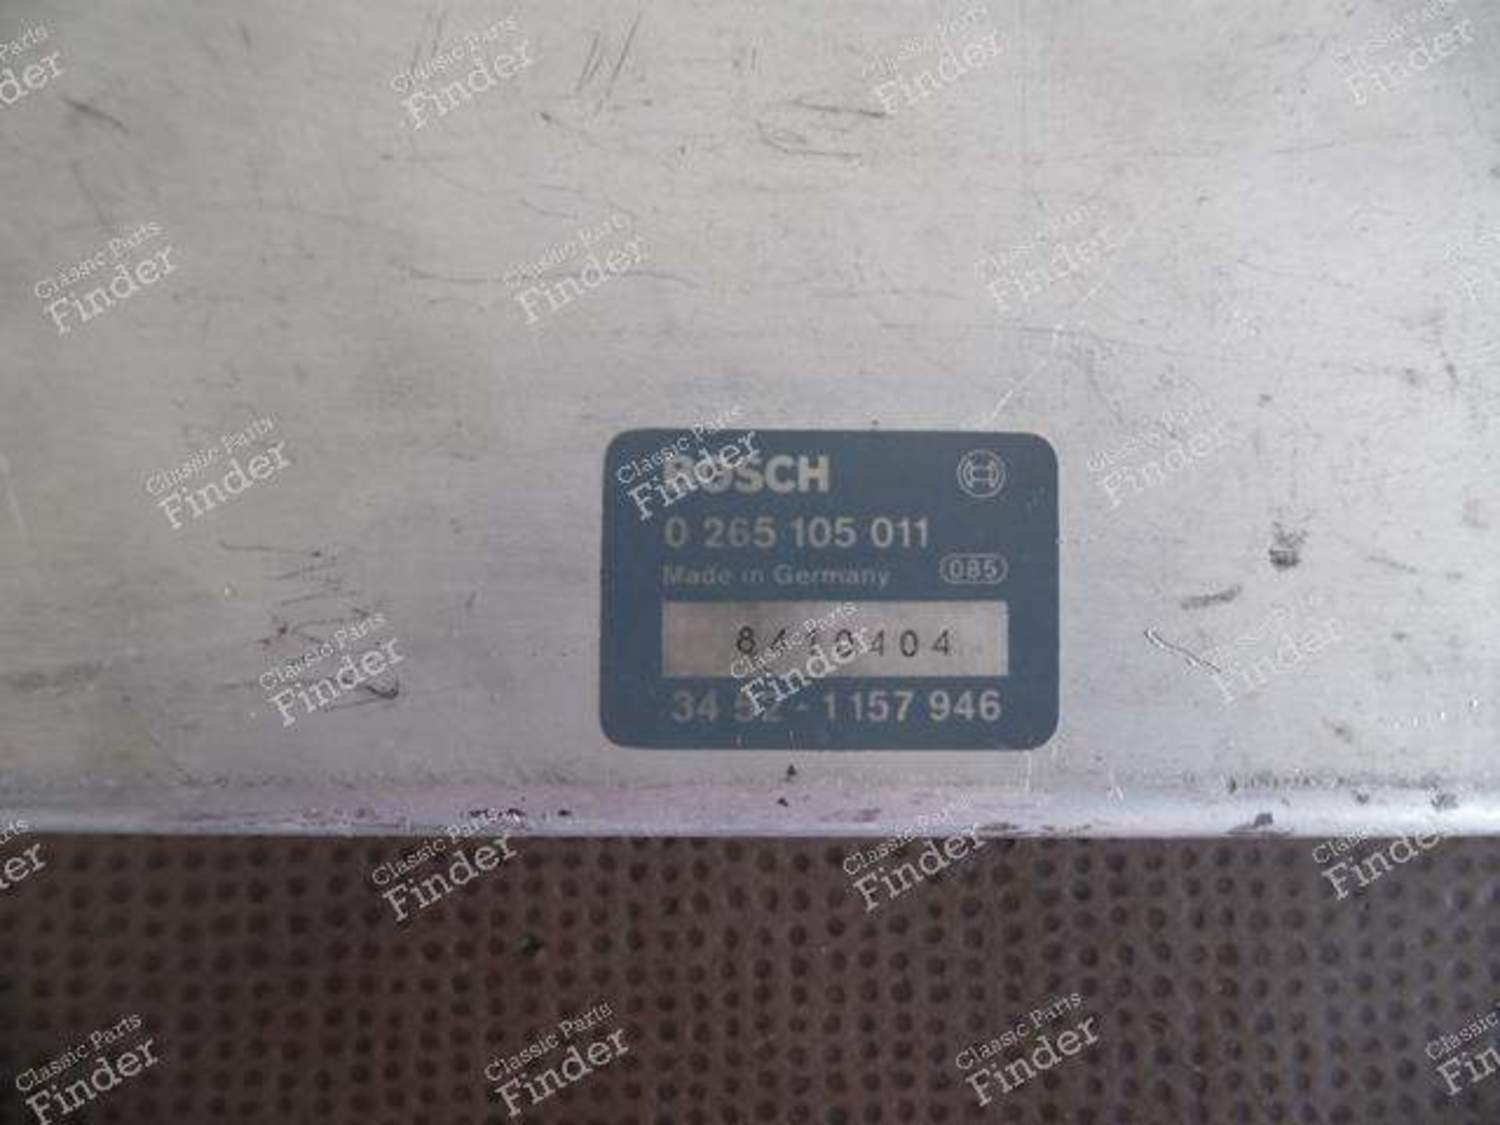 BOSCH
0 265 105 011
Made in Germany 085
34 52 - 1 157 946
Classic Parts
Finder